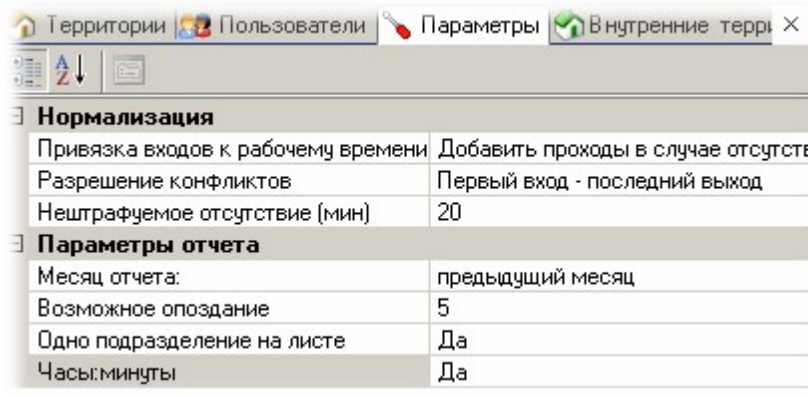 Территории Пользователи Параметры Внутренние
Нормализация
Привязка входов к рабочему времени Добавить проходы в случае
Разрешение конфликтов Первый вход - последний выход
Нештрафуемое отсутствие (мин) 20
Параметры отчета
Месяц отчета: предыдущий месяц
Возможное опоздание 5
Одно подразделение на листе Да
Часы:минуты Да